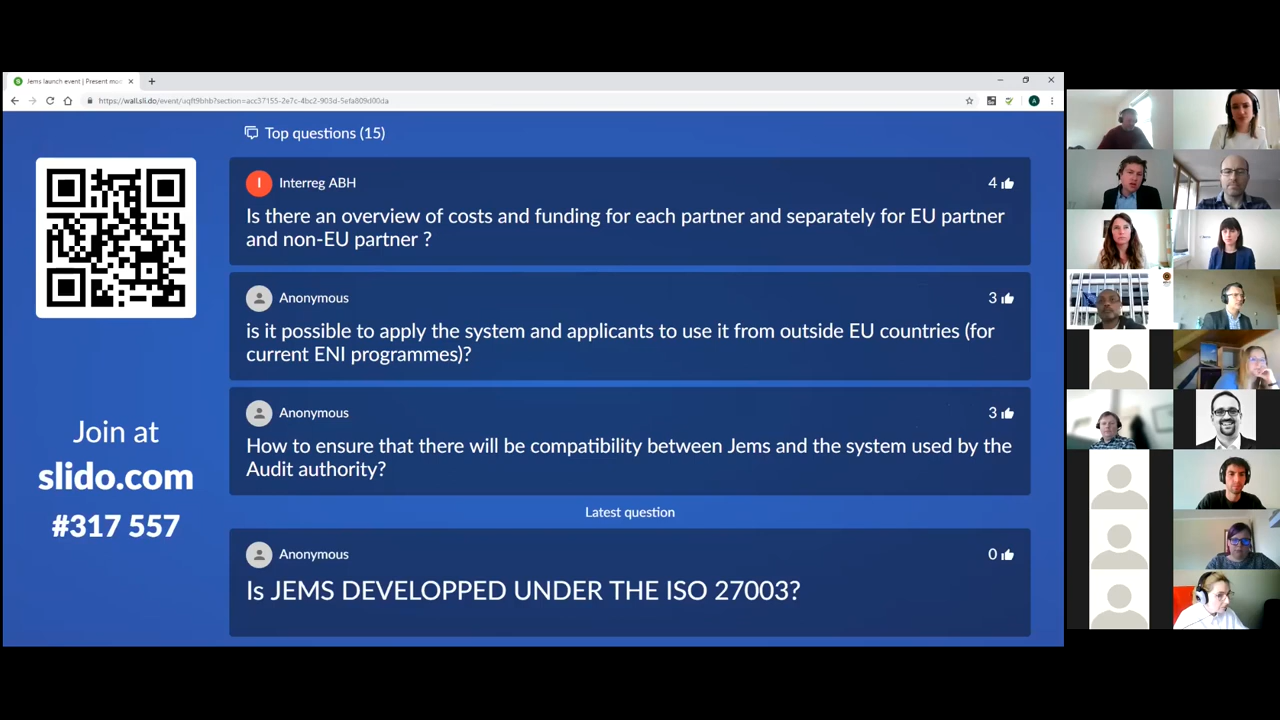 Jems launch event | Present mo
https://wall.sli.do/event/uqft9bhb?section=acc37155-2e7c-4bc2-903d-5efa809d00da
A
Top questions (15)
I
Interreg ABH
4
Is there an overview of costs and funding for each partner and separately for EU partner
and non-EU partner ?
Anonymous
3
is it possible to apply the system and applicants to use it from outside EU countries (for
current ENI programmes)?
Anonymous
3
How to ensure that there will be compatibility between Jems and the system used by the
Audit authority?
Join at
slido.com
#317 557
Latest question
Anonymous
0
Is JEMS DEVELOPPED UNDER THE ISO 27003?